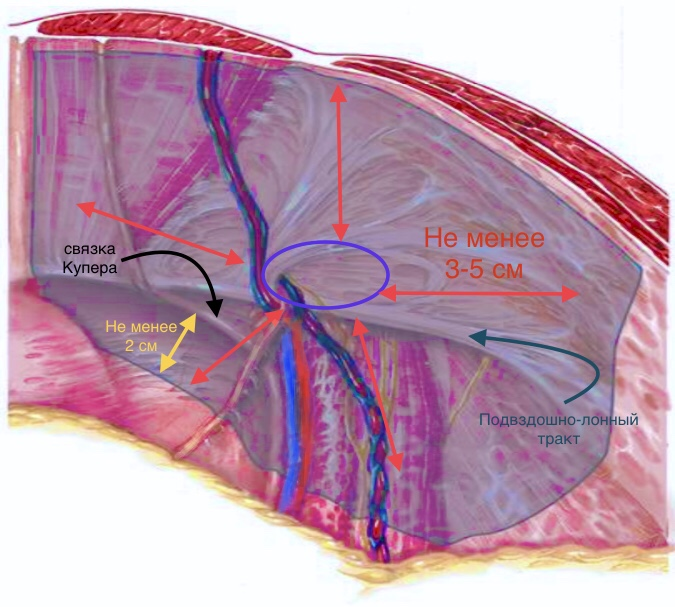 связка
Купера
Не менее
3-5 см
Не менее
2 см
Подвздошно-лонный
тракт